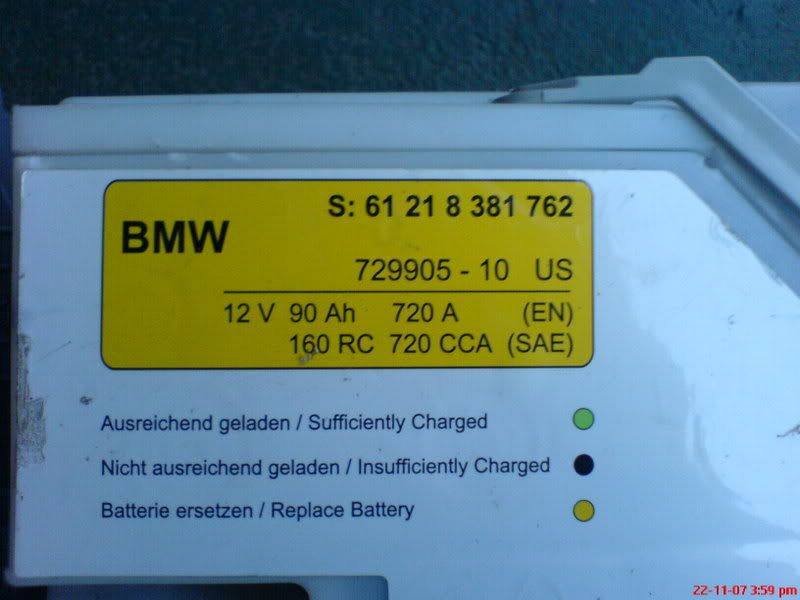 S: 61 21 8 381 762
BMW
729905 - 10 US
12 V 90 Ah 720 A (EN)
160 RC 720 CCA (SAE)
Ausreichend geladen / Sufficiently Charged
Nicht ausreichend geladen / Insufficiently Charged
Batterie ersetzen / Replace Battery
22-11-07 3:59 pm